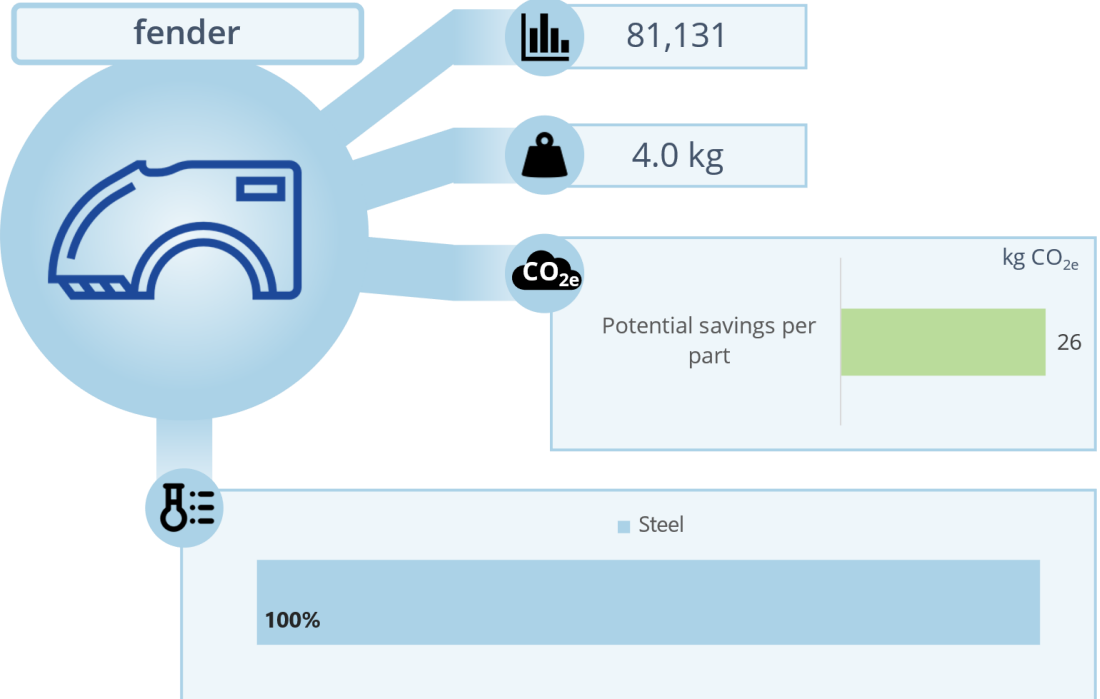 fender
81,131
4.0 kg
CO2e
kg CO2e
Potential savings per
part
26
Steel
100%